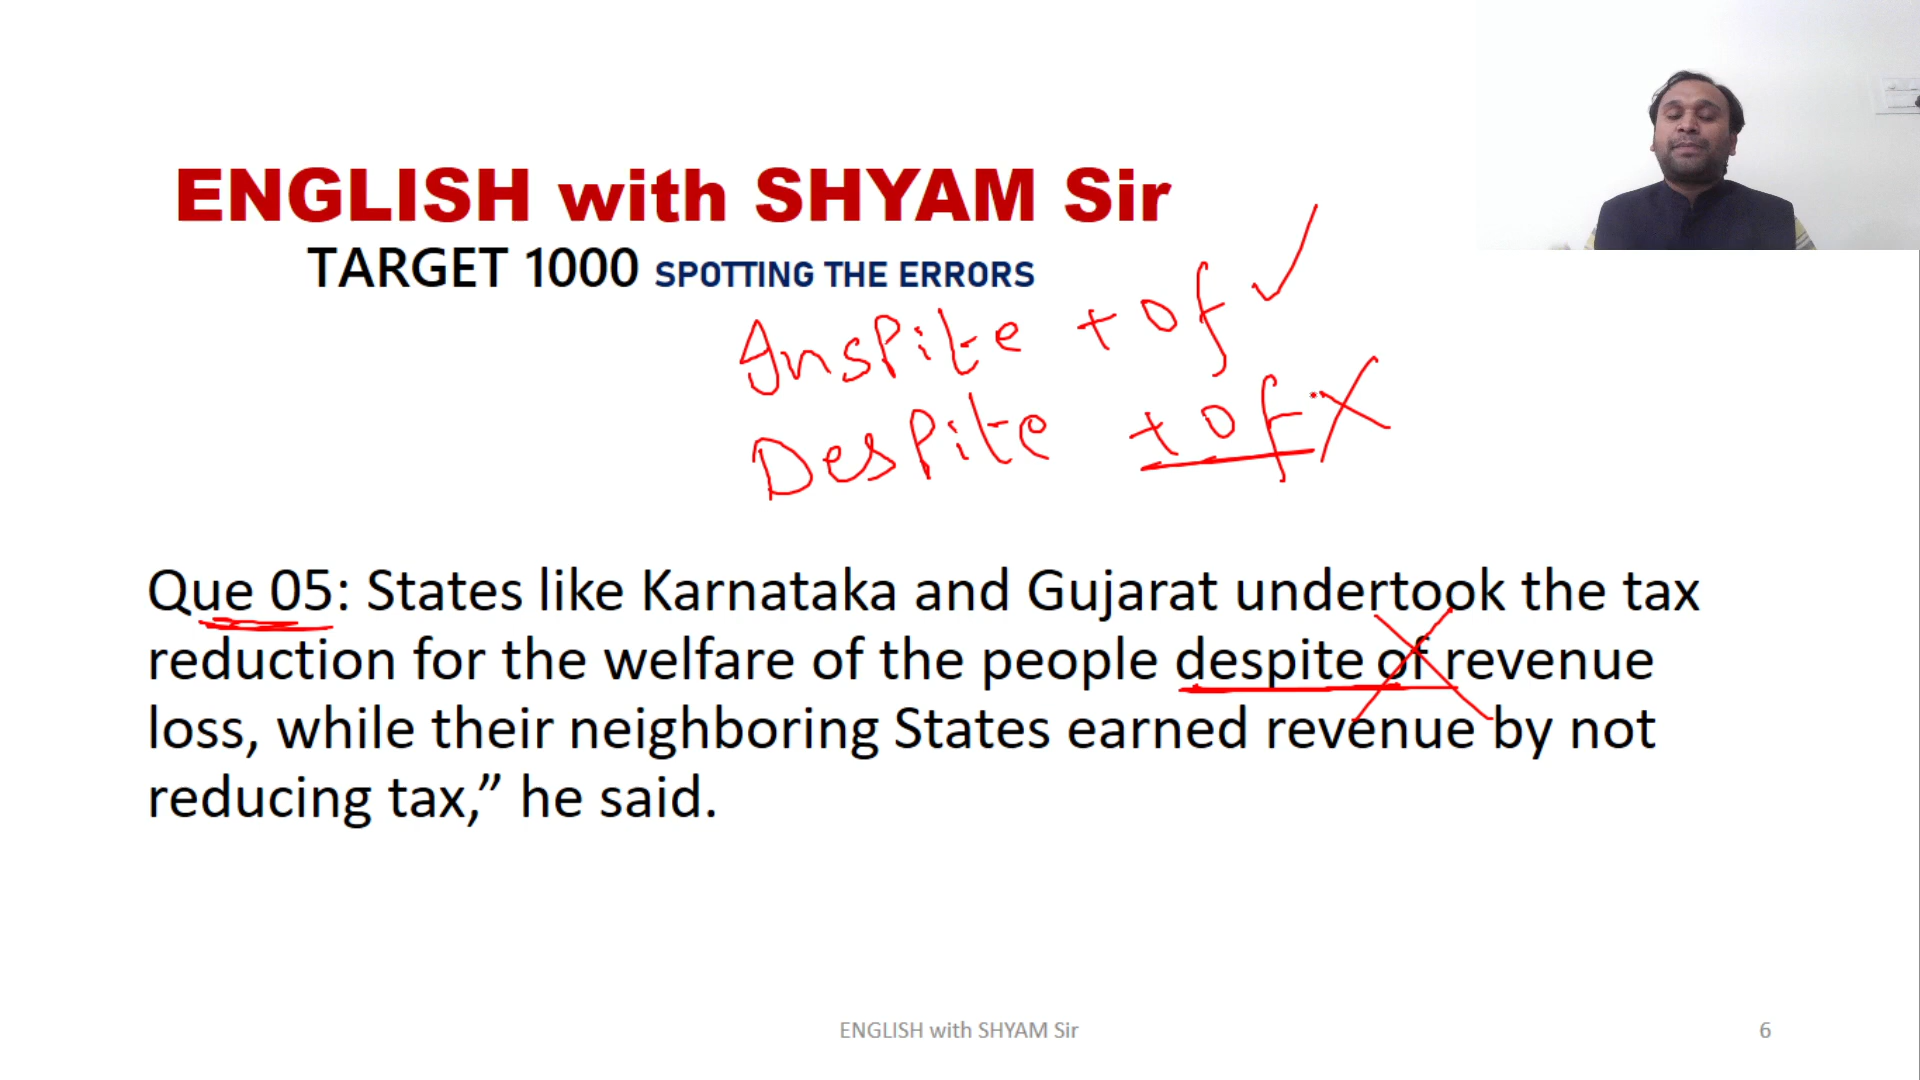 ENGLISH with SHYAM Sir
TARGET 1000 SPOTTING THE ERRORS
Inspite + of ✓
Despite + of X
Que 05: States like Karnataka and Gujarat undertook the tax
reduction for the welfare of the people despite of revenue
loss, while their neighboring States earned revenue by not
reducing tax,” he said.
ENGLISH with SHYAM Sir
6